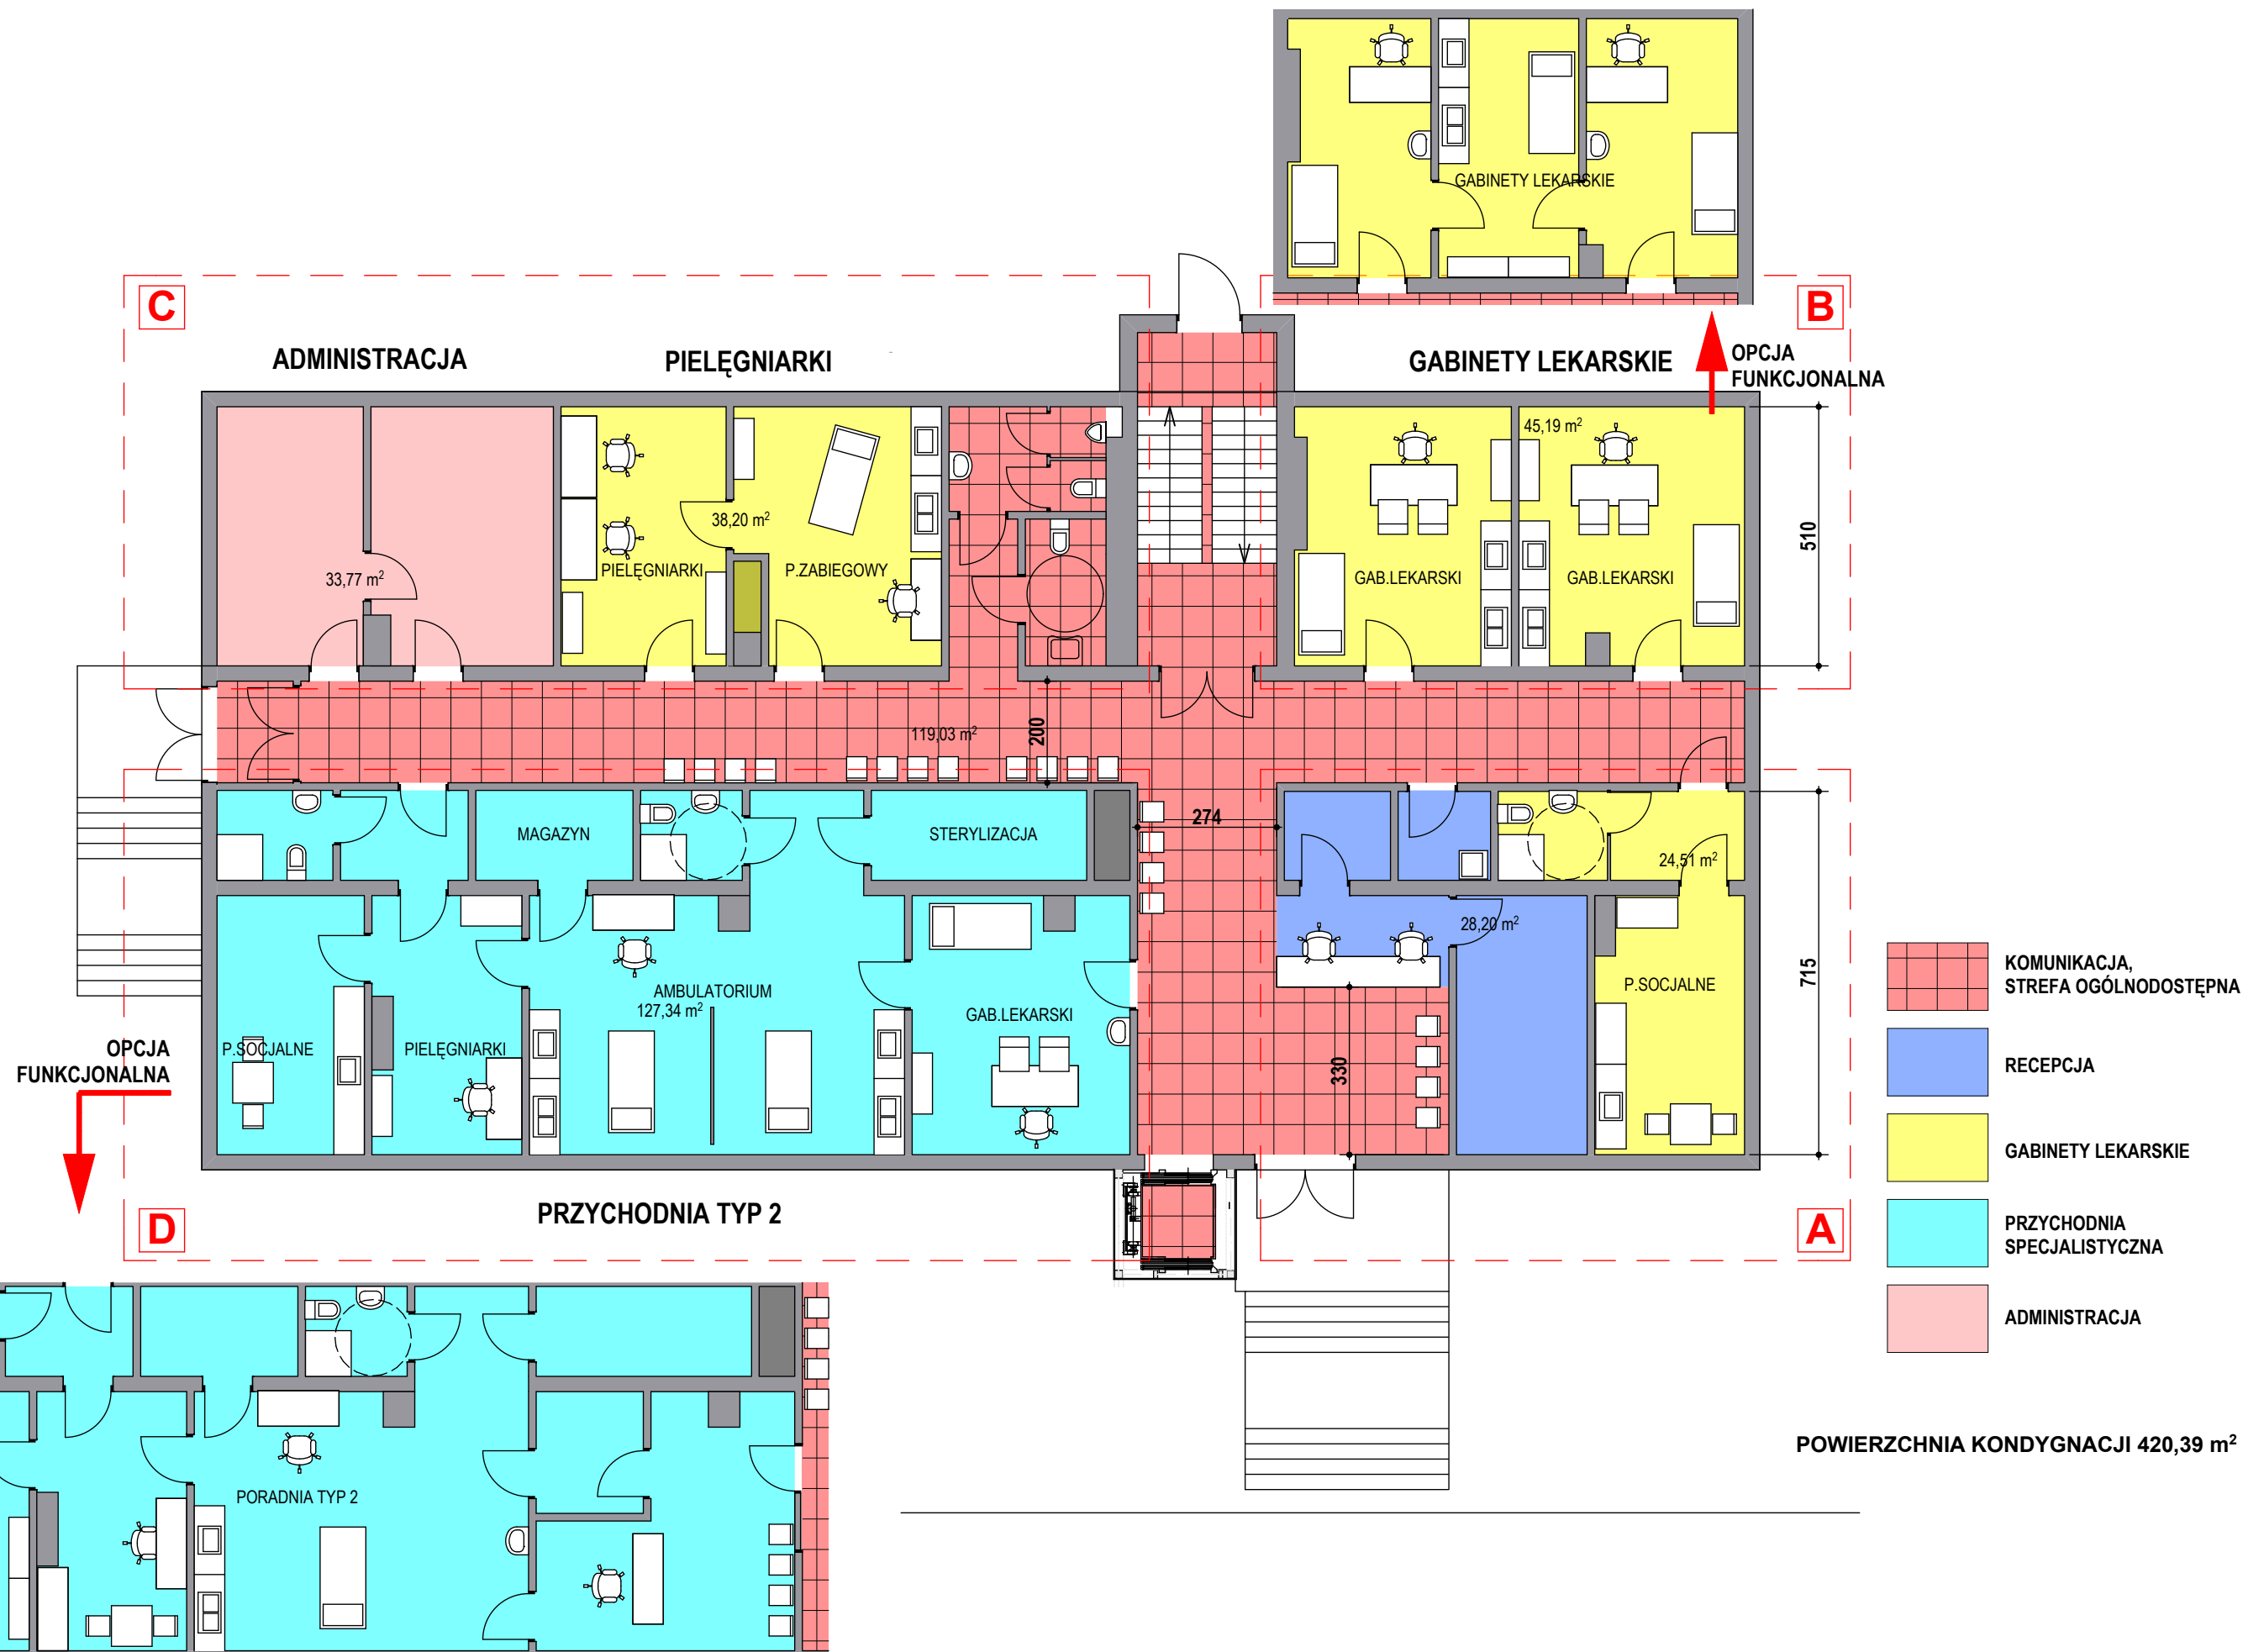 GABINETY LEKARSKIE
C
B
ADMINISTRACJA
PIELĘGNIARKI
GABINETY LEKARSKIE
OPCJA
FUNKCJONALNA
45,19 m²
38,20 m²
510
33,77 m²
PIELĘGNIARKI
P.ZABIEGOWY
GAB.LEKARSKI
GAB.LEKARSKI
119,03 m²
200
MAGAZYN
STERYLIZACJA
274
24,51 m²
28,20 m²
P.SOCJALNE
715
AMBULATORIUM
127,34 m²
GAB.LEKARSKI
P.SOCJALNE
PIELĘGNIARKI
330
OPCJA
FUNKCJONALNA
KOMUNIKACJA,
STREFA OGÓLNODOSTĘPNA
RECEPCJA
GABINETY LEKARSKIE
PRZYCHODNIA
SPECJALISTYCZNA
ADMINISTRACJA
D
PRZYCHODNIA TYP 2
A
PORADNIA TYP 2
POWIERZCHNIA KONDYGNACJI 420,39 m²